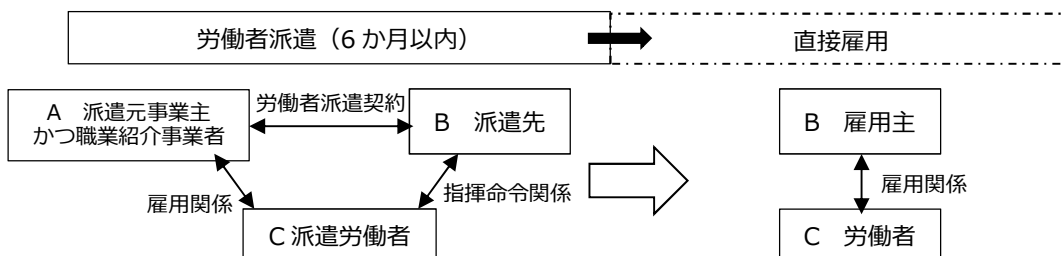 労働者派遣（６か月以内）
直接雇用
A　派遣元事業主
かつ職業紹介事業者
労働者派遣契約
B　派遣先
雇用関係
指揮命令関係
C 派遣労働者
B　雇用主
雇用関係
C　労働者